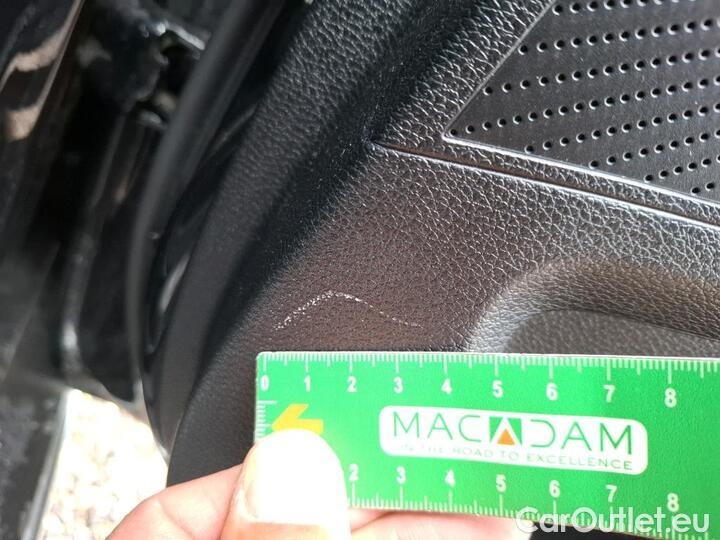 0 1 2 3 4 5 6 7 8
MACADAM
ON THE ROAD TO EXCELLENCE
2 3 4 5 6 7 8
CarOutlet.eu